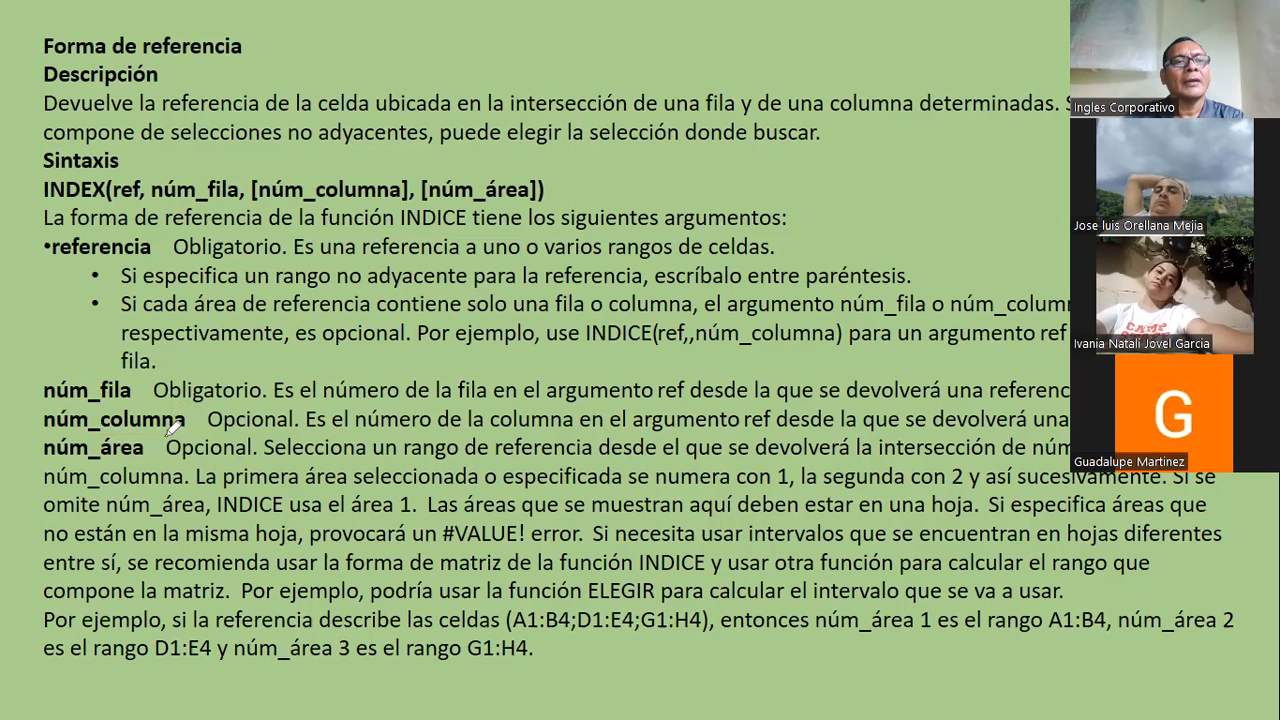 Forma de referencia
Descripción
Devuelve la referencia de la celda ubicada en la intersección de una fila y de una columna determinadas.
compone de selecciones no adyacentes, puede elegir la selección donde buscar.
Sintaxis
INDEX(ref, núm_fila, [núm_columna], [núm_área])
La forma de referencia de la función INDICE tiene los siguientes argumentos:
•referencia Obligatorio. Es una referencia a uno o varios rangos de celdas.
• Si especifica un rango no adyacente para la referencia, escríbalo entre paréntesis.
• Si cada área de referencia contiene solo una fila o columna, el argumento núm_fila o
respectivamente, es opcional. Por ejemplo, use INDICE(ref,,núm_columna) para un argumento ref
fila.
núm_fila Obligatorio. Es el número de la fila en el argumento ref desde la que se devolverá una
núm_columna Opcional. Es el número de la columna en el argumento ref desde la que se devolverá una
núm_área Opcional. Selecciona un rango de referencia desde el que se devolverá la intersección de
núm_columna. La primera área seleccionada o especificada se numera con 1, la segunda con 2 y así sucesivamente. Si se
omite núm_área, INDICE usa el área 1. Las áreas que se muestran aquí deben estar en una hoja. Si especifica áreas que
no están en la misma hoja, provocará un #VALUE! error. Si necesita usar intervalos que se encuentran en hojas diferentes
entre sí, se recomienda usar la forma de matriz de la función INDICE y usar otra función para calcular el rango que
compone la matriz. Por ejemplo, podría usar la función ELEGIR para calcular el intervalo que se va a usar.
Por ejemplo, si la referencia describe las celdas (A1:B4;D1:E4;G1:H4), entonces núm_área 1 es el rango A1:B4, núm_área 2
es el rango D1:E4 y núm_área 3 es el rango G1:H4.
Ingles Corporativo
Jose luis Orellana Mejia
CAMP
Ivania Natali Jovel Garcia
G
Guadalupe Martinez